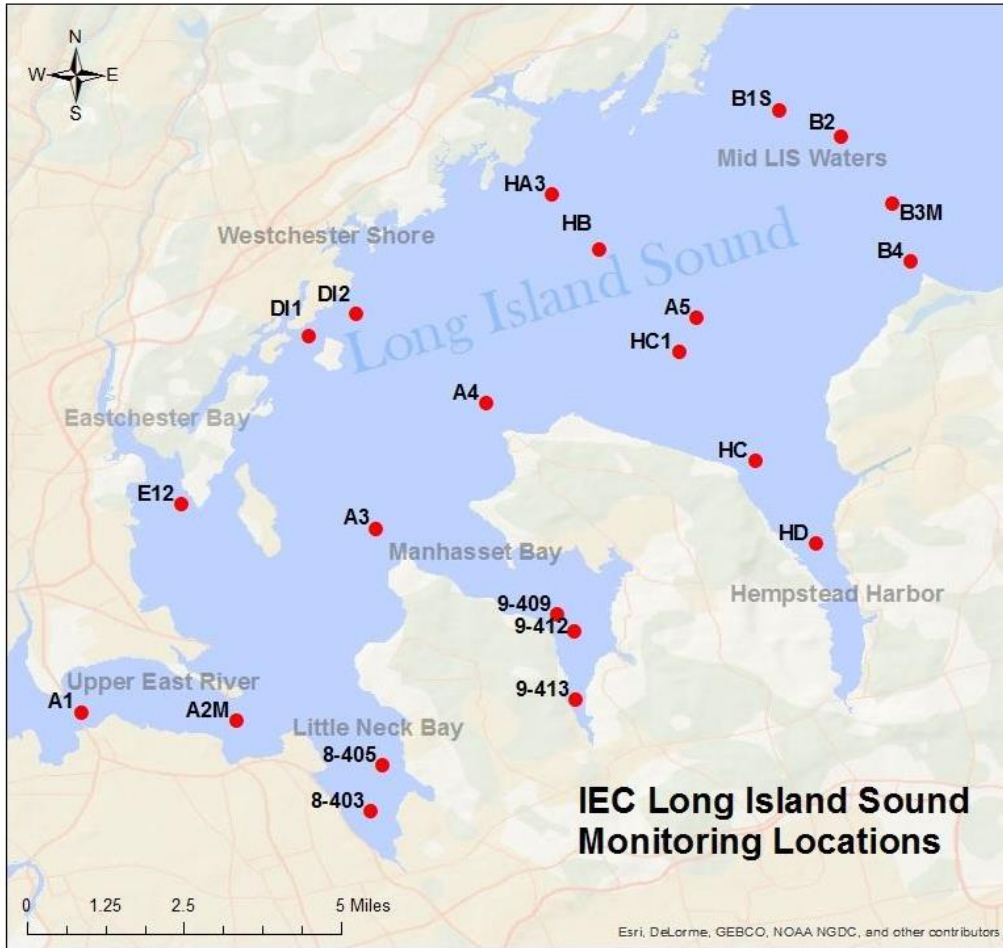 N
W E
S
B1S
B2
Mid LIS Waters
HA3
B3M
HB
Westchester Shore
B4
Long Island Sound
DI2
DI1
A5
HC1
A4
Eastchester Bay
HC
E12
A3
HD
Manhasset Bay
Hempstead Harbor
9-409
9-412
Upper East River
9-413
A1
A2M
Little Neck Bay
8-405
8-403
IEC Long Island Sound
Monitoring Locations
0 1.25 2.5 5 Miles
Esri, DeLorme, GEBCO, NOAA NGDC, and other contributors